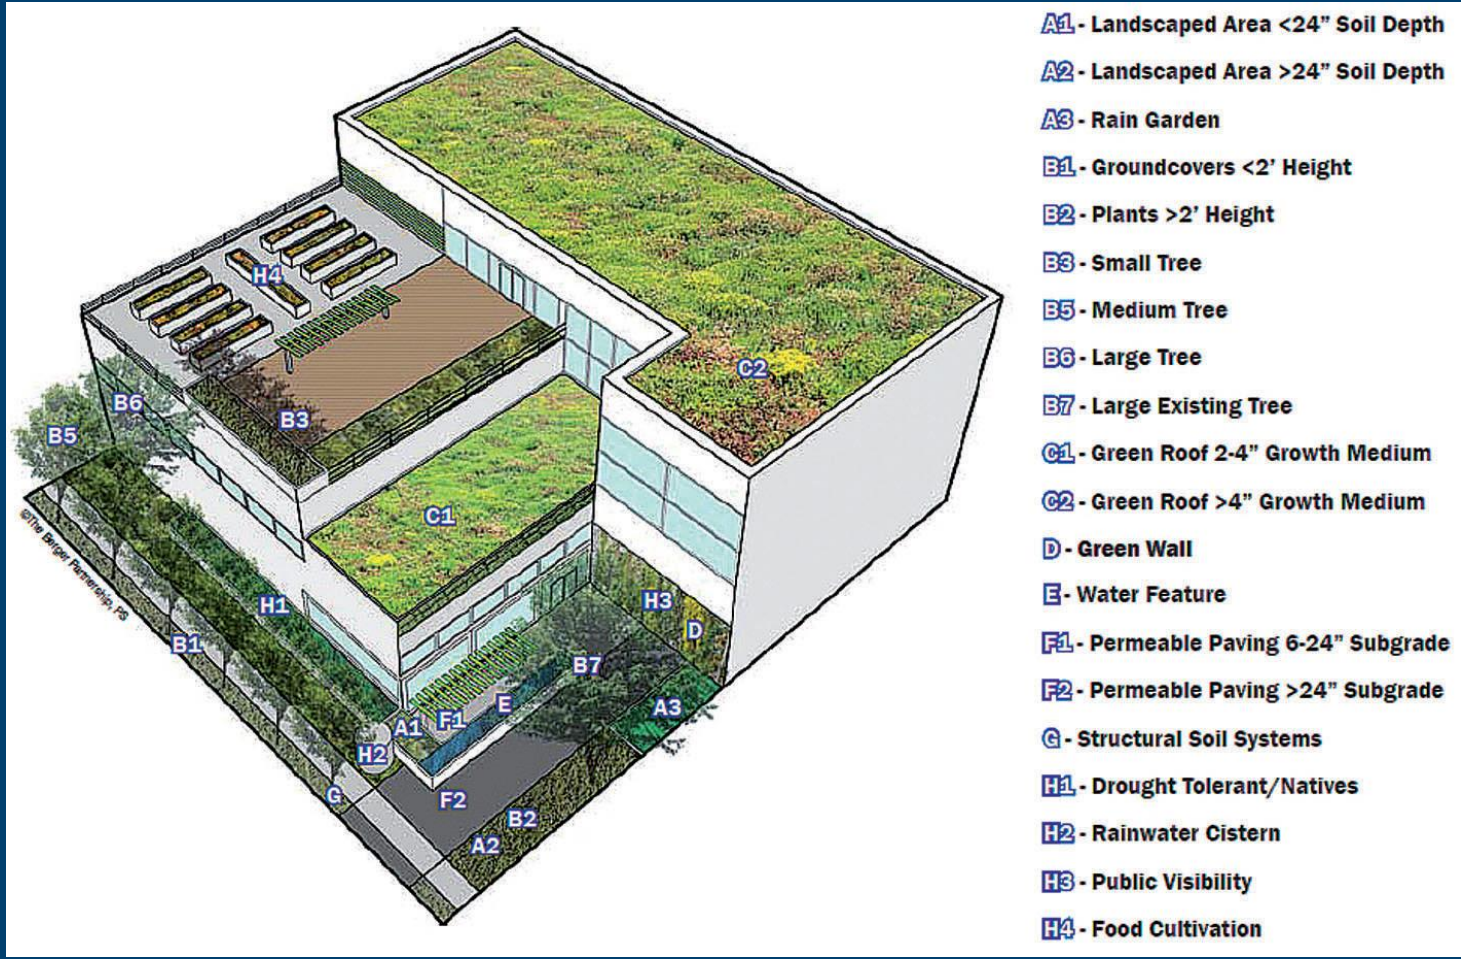 A1 - Landscaped Area <24” Soil Depth
A2 - Landscaped Area >24” Soil Depth
A3 - Rain Garden
B1 - Groundcovers <2’ Height
B2 - Plants >2’ Height
B3 - Small Tree
B5 - Medium Tree
B6 - Large Tree
B7 - Large Existing Tree
C1 - Green Roof 2-4” Growth Medium
C2 - Green Roof >4” Growth Medium
D - Green Wall
E - Water Feature
F1 - Permeable Paving 6-24” Subgrade
F2 - Permeable Paving >24” Subgrade
G - Structural Soil Systems
H1 - Drought Tolerant/Natives
H2 - Rainwater Cistern
H3 - Public Visibility
H4 - Food Cultivation
H4
C2
B6
B3
B5
C1
H1
H3
D
B1
B7
E
A3
A1
F1
H2
G
F2
B2
A2
©The Berger Partnership, PS